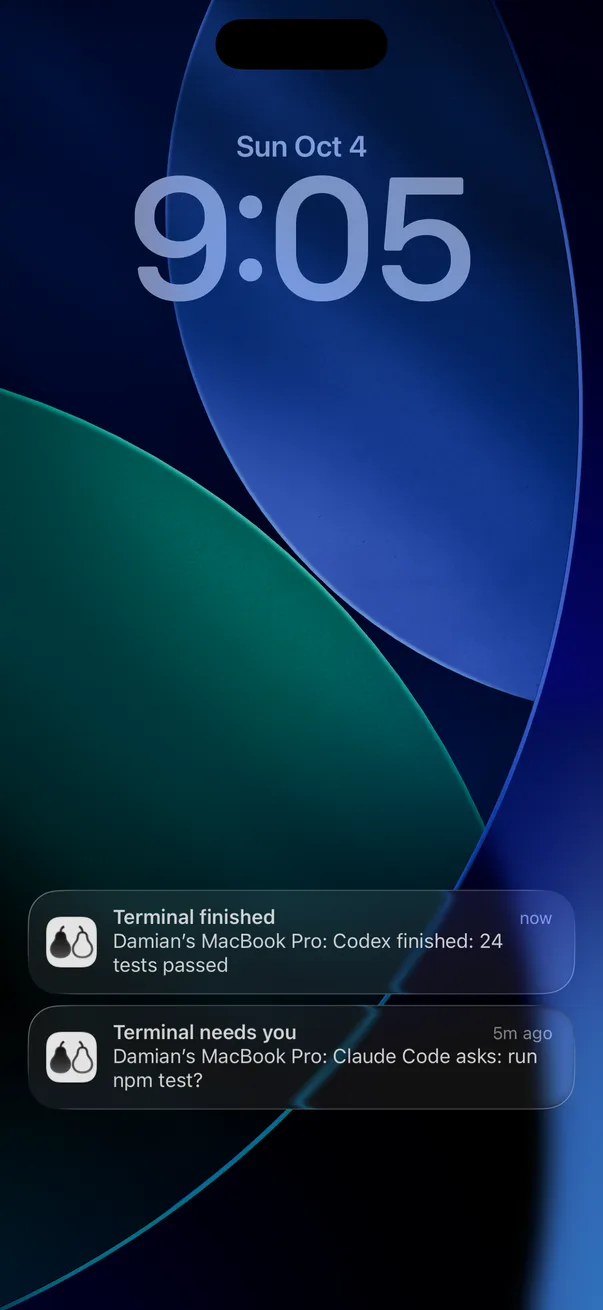 Sun Oct 4
9:05
Terminal finished
now
Damian’s MacBook Pro: Codex finished: 24
tests passed
Terminal needs you
5m ago
Damian’s MacBook Pro: Claude Code asks: run
npm test?